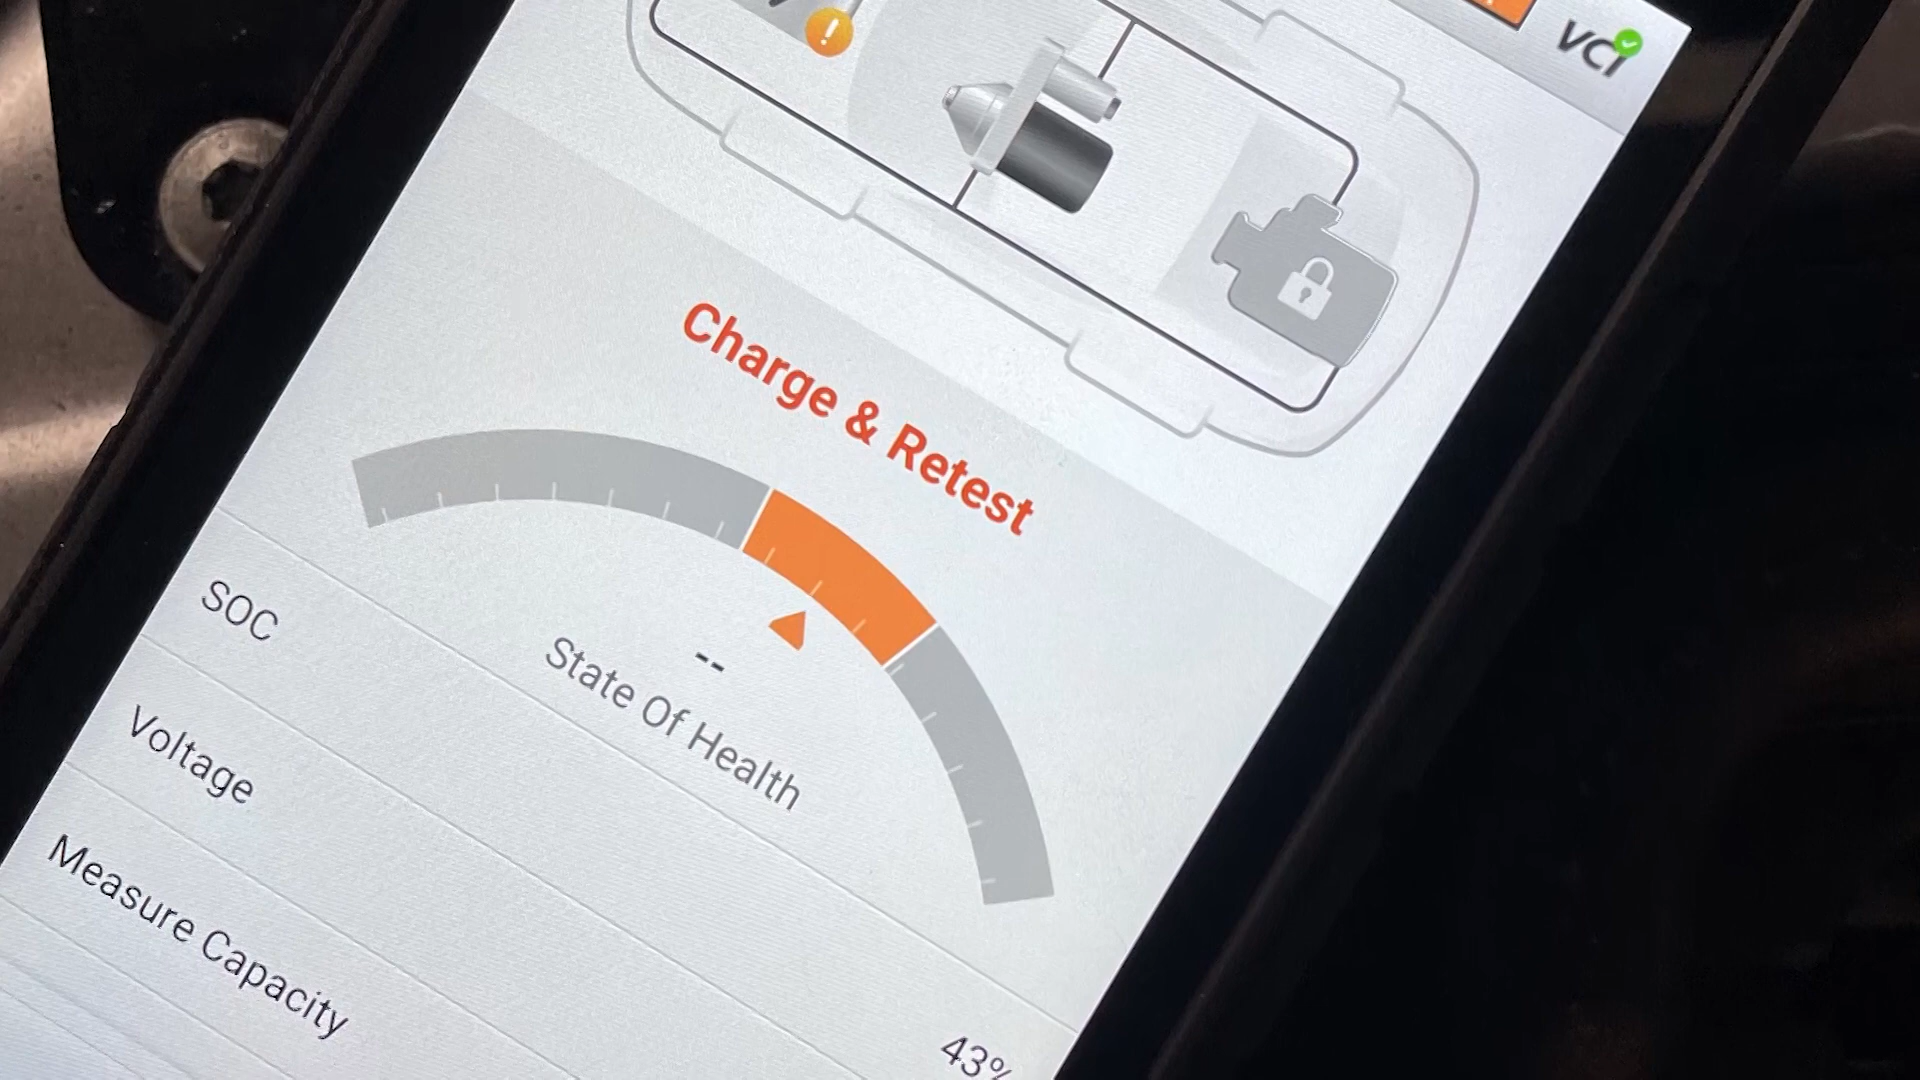 VCI
Charge & Retest
--
State Of Health
SOC
43%
Voltage
Measure Capacity